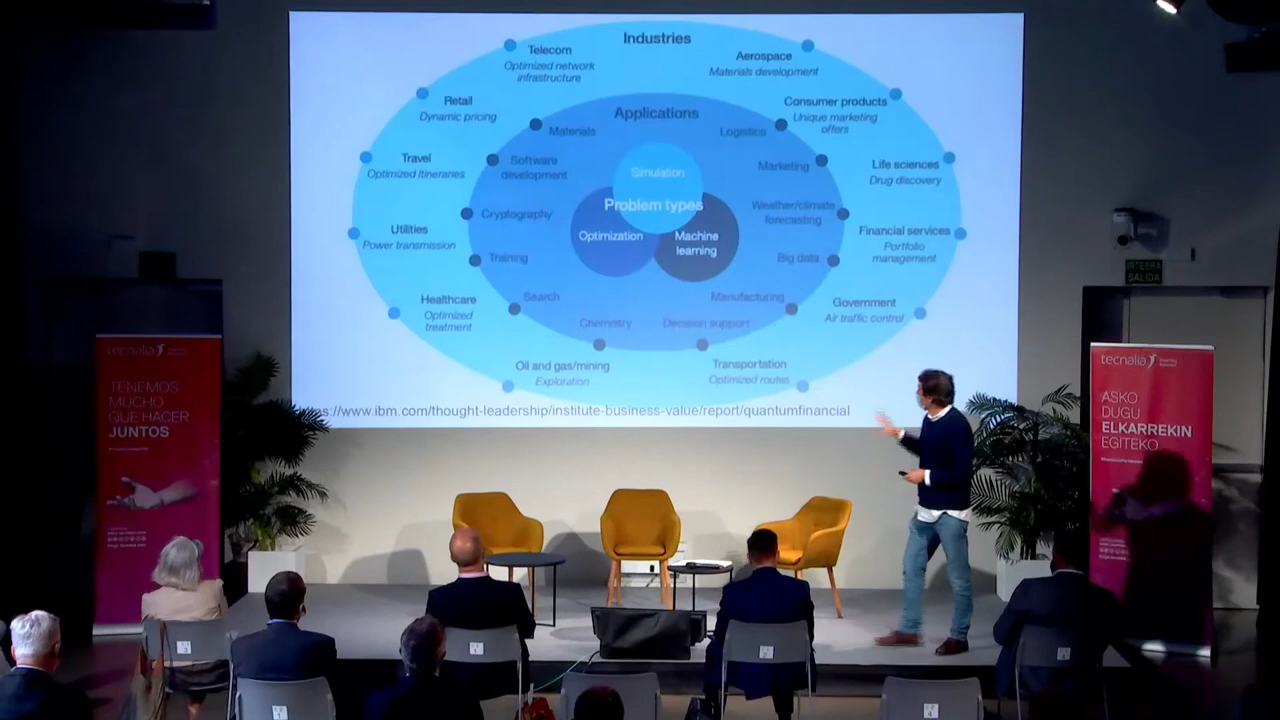 Industries
Telecom
Optimized network
infrastructure
Aerospace
Materials development
Retail
Dynamic pricing
Consumer products
Unique marketing
offers
Travel
Optimized itineraries
Life sciences
Drug discovery
Utilities
Power transmission
Financial services
Portfolio
management
Healthcare
Optimized
treatment
Government
Air traffic control
Oil and gas/mining
Exploration
Transportation
Optimized routes
Applications
Materials
Logistics
Software
development
Marketing
Cryptography
Weather/climate
forecasting
Training
Big data
Search
Manufacturing
Chemistry
Decision support
Simulation
Problem types
Optimization
Machine
learning
s://www.ibm.com/thought-leadership/institute-business-value/report/quantumfinancial
IRTEERA
SALIDA
tecnalia
TENEMOS
MUCHO
QUE HACER
JUNTOS
tecnalia
ASKO
DUGU
ELKARREKIN
EGITEKO